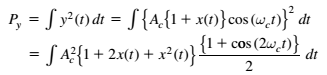 P_y = ∫ y²(t) dt = ∫ {A_c{1 + x(t)} cos (ω_c t)}² dt
= ∫ A_c²{1 + 2x(t) + x²(t)} {1 + cos (2ω_c t)}/2 dt